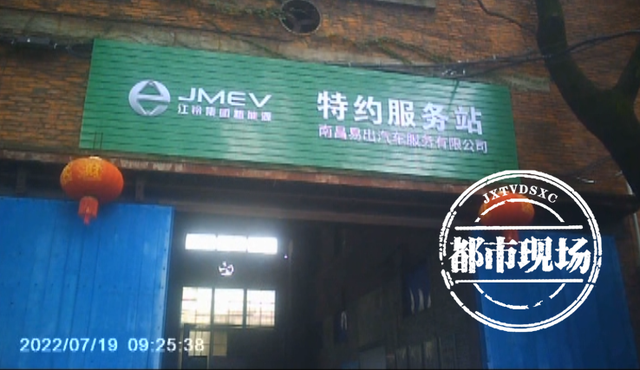 JMEV
江铃集团新能源
特约服务站
南昌易出汽车服务有限公司
JXTVDSXC
都市现场
2022/07/19 09:25:38